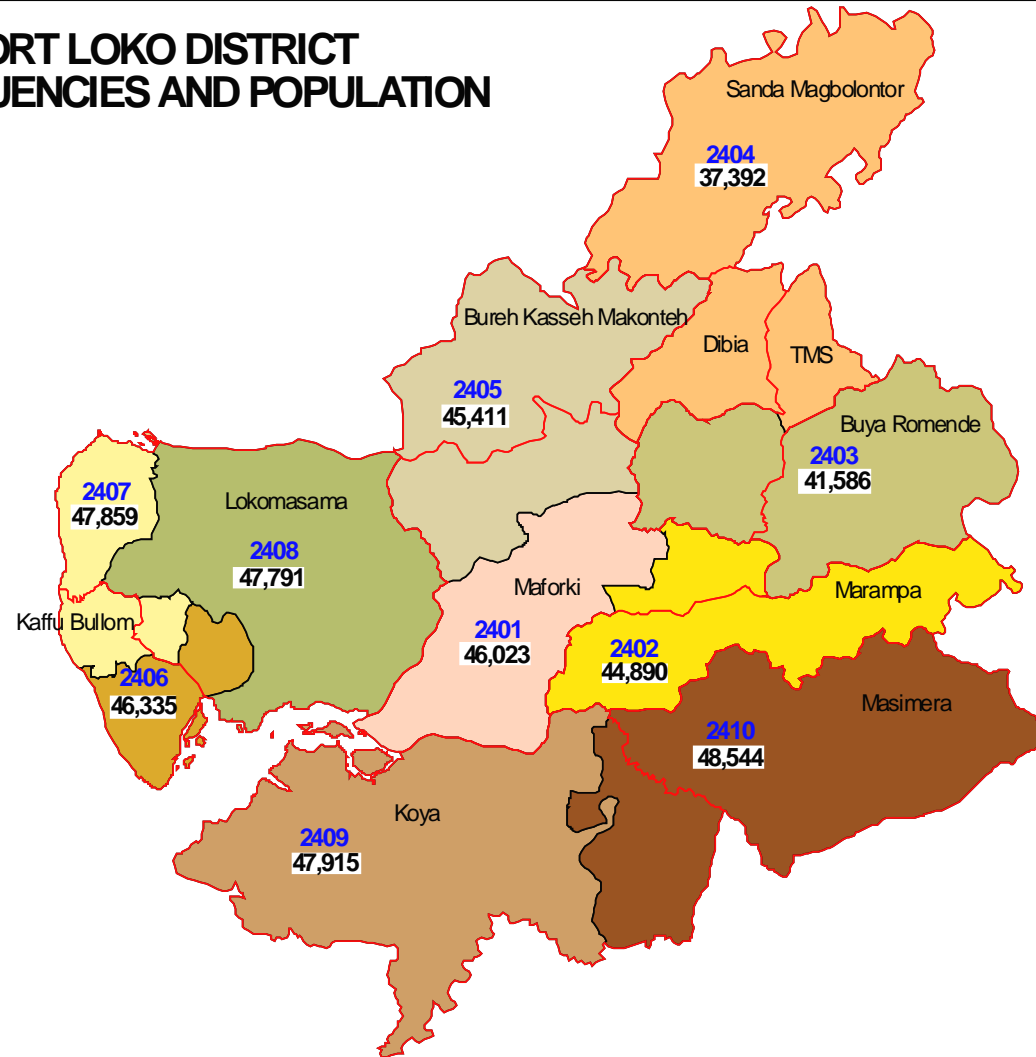 ORT LOKO DISTRICT
UENCIES AND POPULATION
Sanda Magbolontor
2404
37,392
Bureh Kasseh Makonteh
Dibia
TMS
2405
45,411
Buya Romende
2403
41,586
2407
47,859
Lokomasama
2408
47,791
Maforki
Marampa
Kaffu Bullom
2401
46,023
2402
44,890
2406
46,335
Masimera
2410
48,544
Koya
2409
47,915